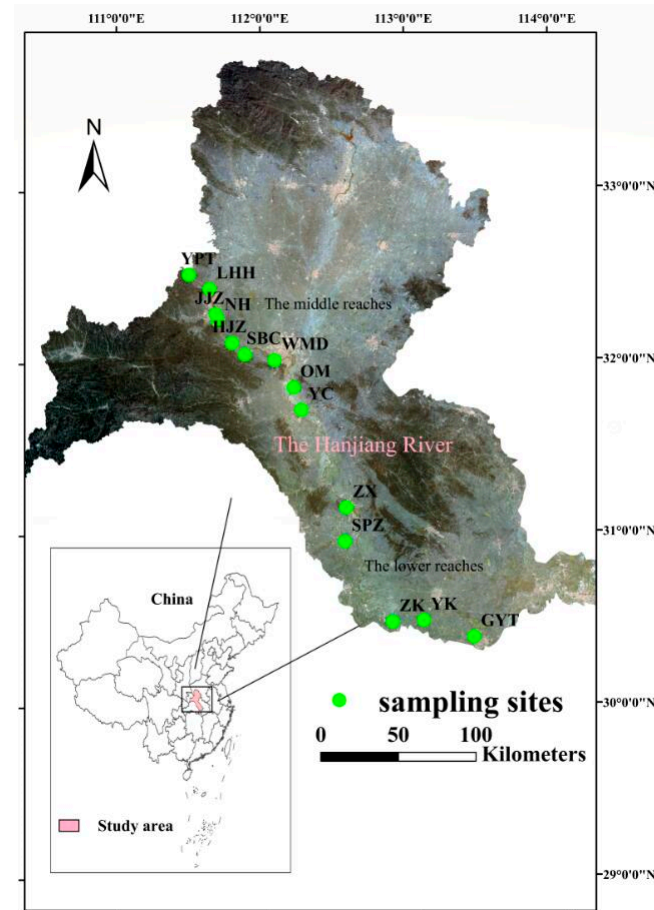 111°0'0"E
112°0'0"E
113°0'0"E
114°0'0"E
N
33°0'0"N
YPT
LHH
JJZ
NH
The middle reaches
HJZ
SBC
WMD
32°0'0"N
OM
YC
The Hanjiang River
ZX
SPZ
31°0'0"N
The lower reaches
China
ZK
YK
GYT
sampling sites
30°0'0"N
0
50
100
Kilometers
Study area
29°0'0"N